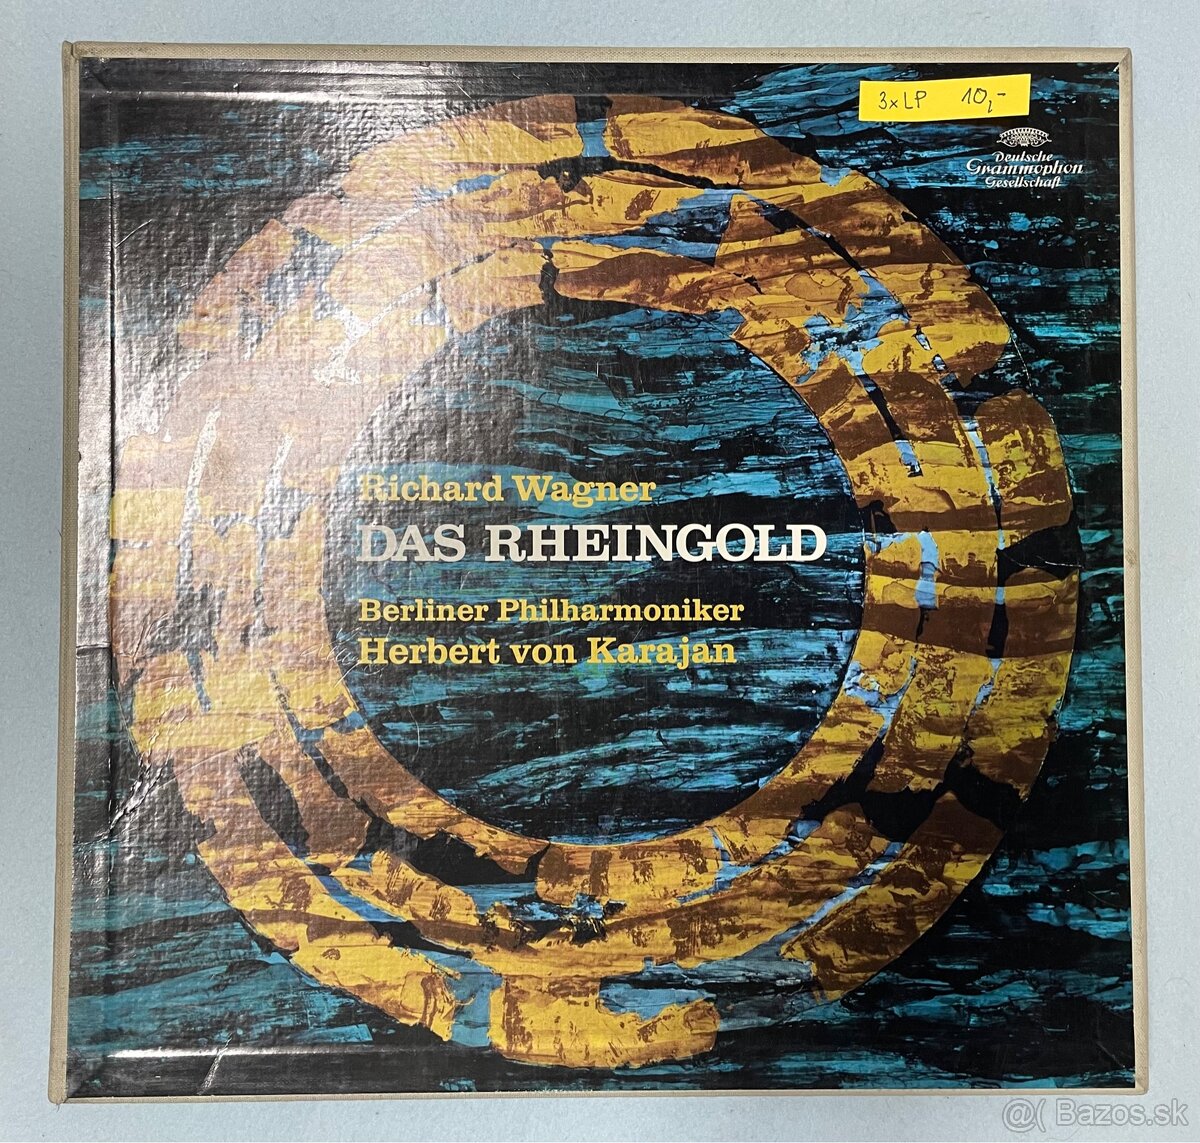 3xLP 10,-
Deutsche
Grammophon
Gesellschaft
Richard Wagner
DAS RHEINGOLD
Berliner Philharmoniker
Herbert von Karajan
@( Bazos.sk